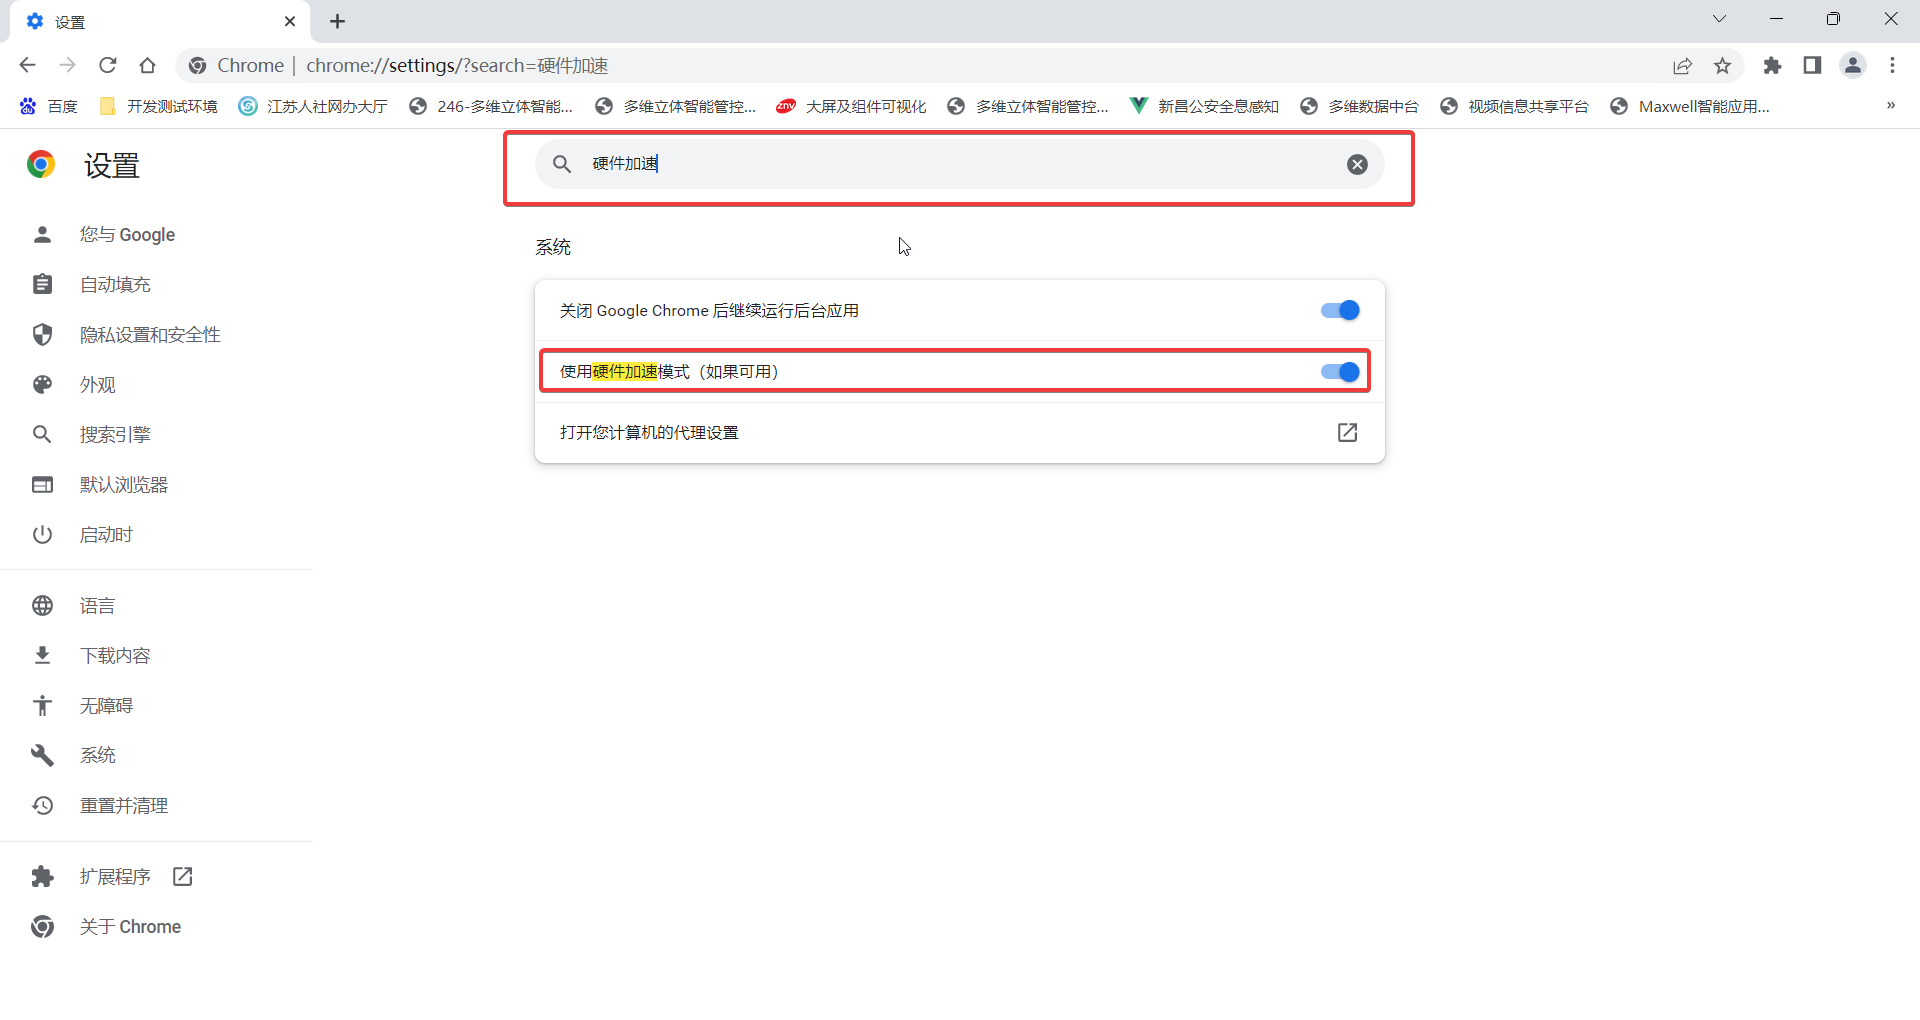 设置
Chrome | chrome://settings/?search=硬件加速
百度 开发测试环境 江苏人社网办大厅 246-多维立体智能... 多维立体智能管控... znv 大屏及组件可视化 多维立体智能管控... 新昌公安全息感知 多维数据中台 视频信息共享平台 Maxwell智能应用... »
设置
硬件加速
您与 Google
自动填充
隐私设置和安全性
外观
搜索引擎
默认浏览器
启动时
语言
下载内容
无障碍
系统
重置并清理
扩展程序
关于 Chrome
系统
关闭 Google Chrome 后继续运行后台应用
使用硬件加速模式（如果可用）
打开您计算机的代理设置